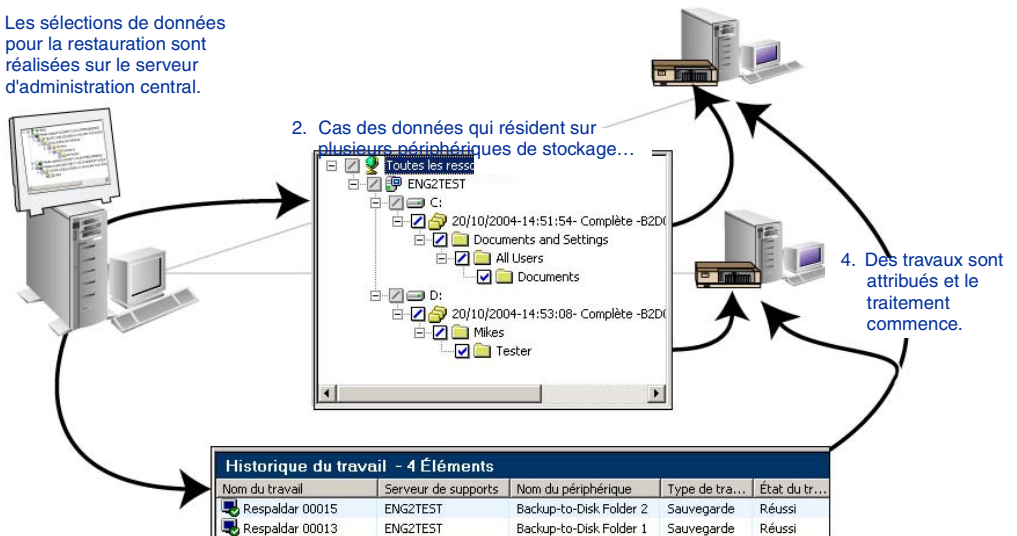 Les sélections de données
pour la restauration sont
réalisées sur le serveur
d'administration central.
2. Cas des données qui résident sur
plusieurs périphériques de stockage…
Toutes les resso
ENG2TEST
C:
20/10/2004-14:51:54- Complète -B2D0
Documents and Settings
All Users
Documents
D:
20/10/2004-14:53:08- Complète -B2D0
Mikes
Tester
4. Des travaux sont
attribués et le
traitement
commence.
Historique du travail - 4 Éléments
Nom du travail Serveur de supports Nom du périphérique Type de tra... État du tr...
Respaldar 00015 ENG2TEST Backup-to-Disk Folder 2 Sauvegarde Réussi
Respaldar 00013 ENG2TEST Backup-to-Disk Folder 1 Sauvegarde Réussi